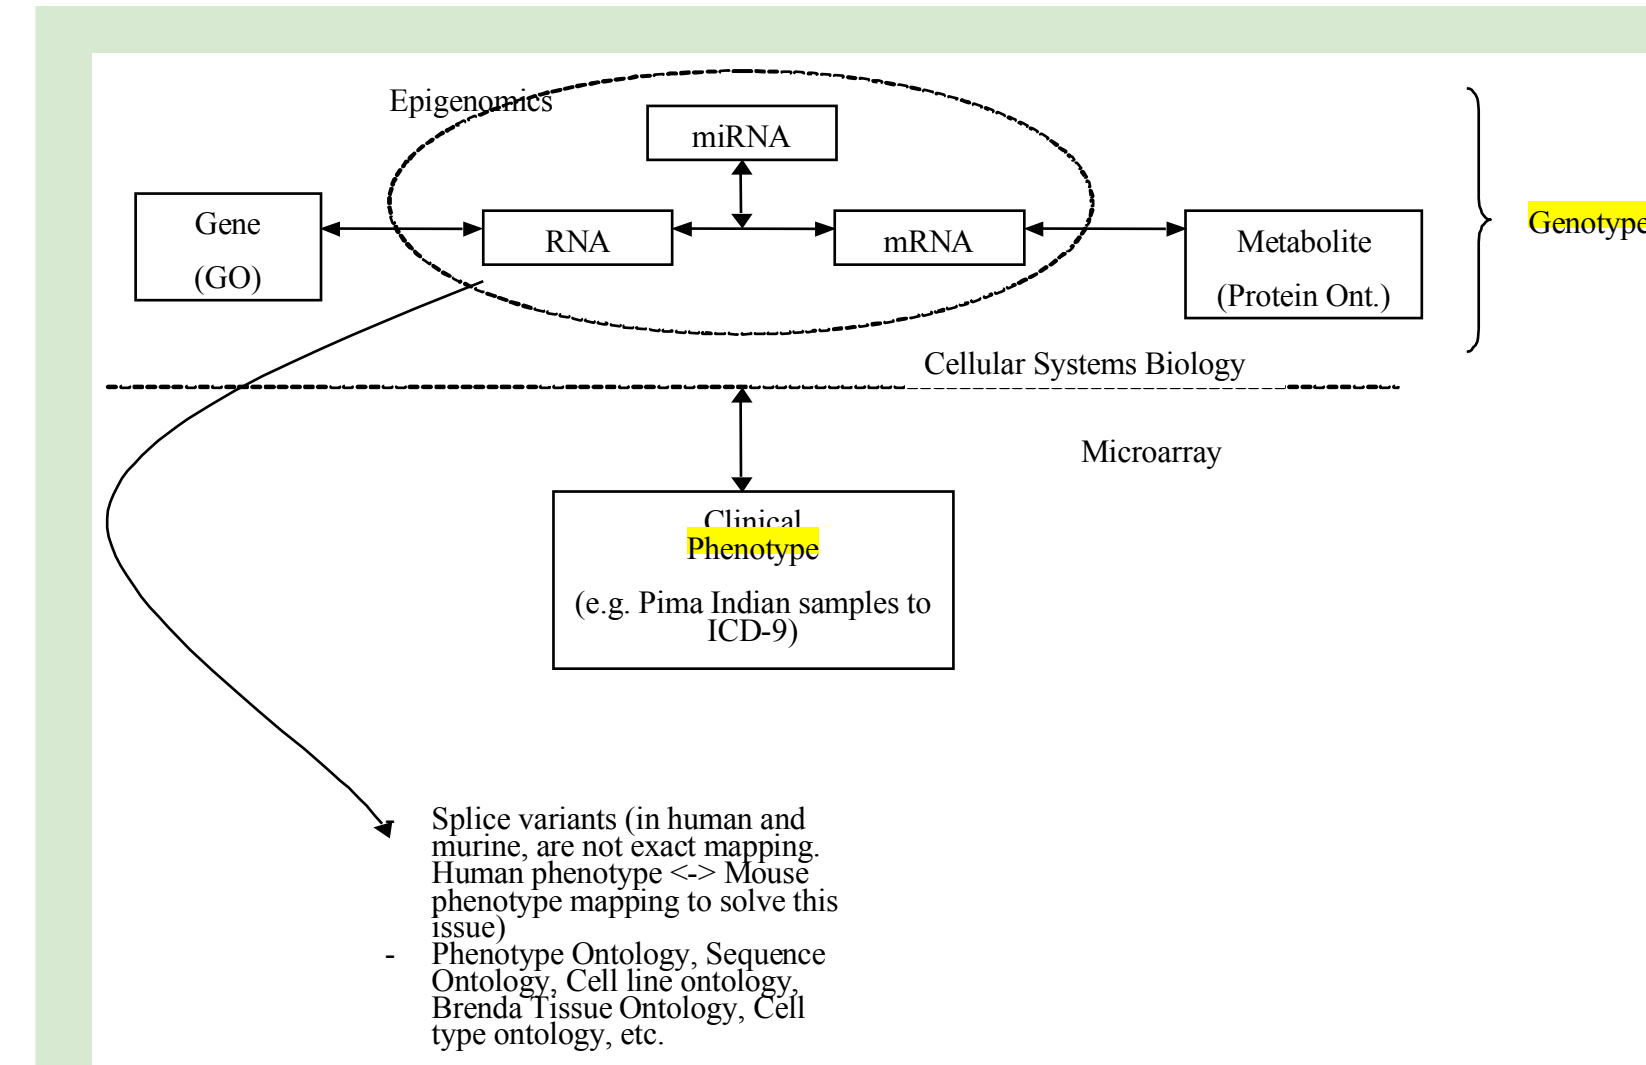 Epigenomics
miRNA
Gene
(GO)
RNA
mRNA
Metabolite
(Protein Ont.)
Genotype
Cellular Systems Biology
Microarray
Clinical
Phenotype
(e.g. Pima Indian samples to
ICD-9)
- Splice variants (in human and
murine, are not exact mapping.
Human phenotype <-> Mouse
phenotype mapping to solve this
issue)
- Phenotype Ontology, Sequence
Ontology, Cell line ontology,
Brenda Tissue Ontology, Cell
type ontology, etc.